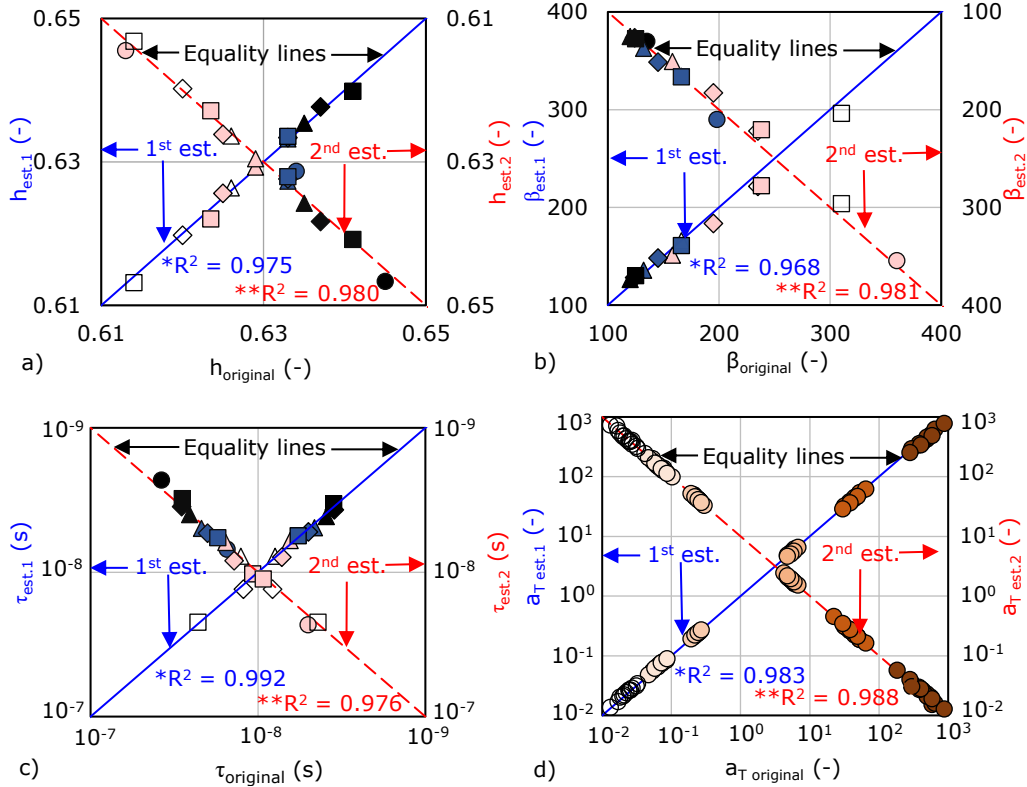 0.65
0.61
Equality lines
1st est.
2nd est.
0.63
0.63
hest.1 (-)
hest.2 (-)
*R2 = 0.975
**R2 = 0.980
0.61
0.65
0.61
0.63
0.65
a)
horiginal (-)
400
100
Equality lines
300
200
1st est.
2nd est.
βest.1 (-)
βest.2 (-)
200
300
*R2 = 0.968
**R2 = 0.981
100
400
100
200
300
400
b)
βoriginal (-)
10-9
10-9
Equality lines
1st est.
2nd est.
10-8
10-8
τest.1 (s)
τest.2 (s)
*R2 = 0.992
**R2 = 0.976
10-7
10-7
10-7
10-8
10-9
c)
τoriginal (s)
103
103
Equality lines
102
102
101
101
1st est.
2nd est.
aT est.1 (-)
aT est.2 (-)
100
100
10-1
10-1
*R2 = 0.983
**R2 = 0.988
10-2
10-2
10-2
10-1
100
101
102
103
d)
aT original (-)